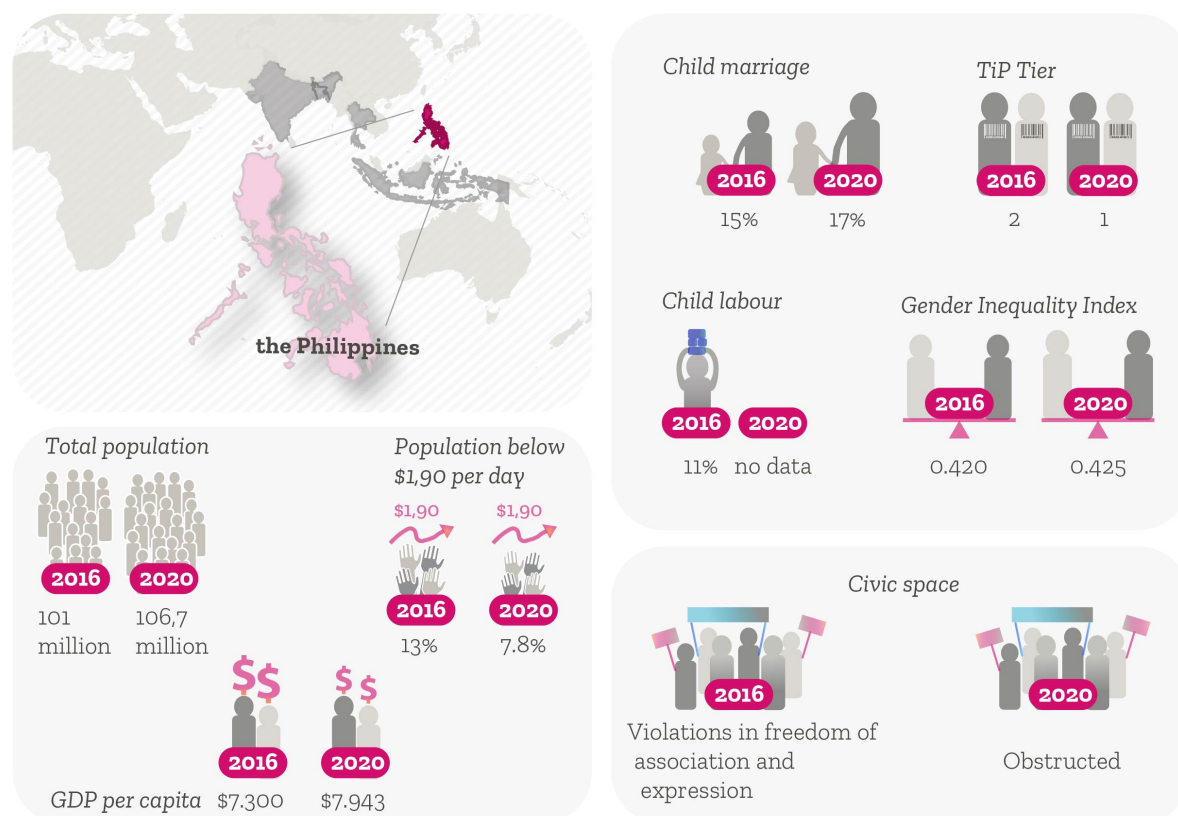 the Philippines
Total population
2016
2020
101
million
106,7
million
Population below
$1,90 per day
$1,90
$1,90
2016
2020
13%
7.8%
$$
$$
2016
2020
GDP per capita
$7.300
$7.943
Child marriage
2016
2020
15%
17%
TiP Tier
2016
2020
2
1
Child labour
2016
2020
11%
no data
Gender Inequality Index
2016
2020
0.420
0.425
Civic space
2016
2020
Violations in freedom of
association and
expression
Obstructed